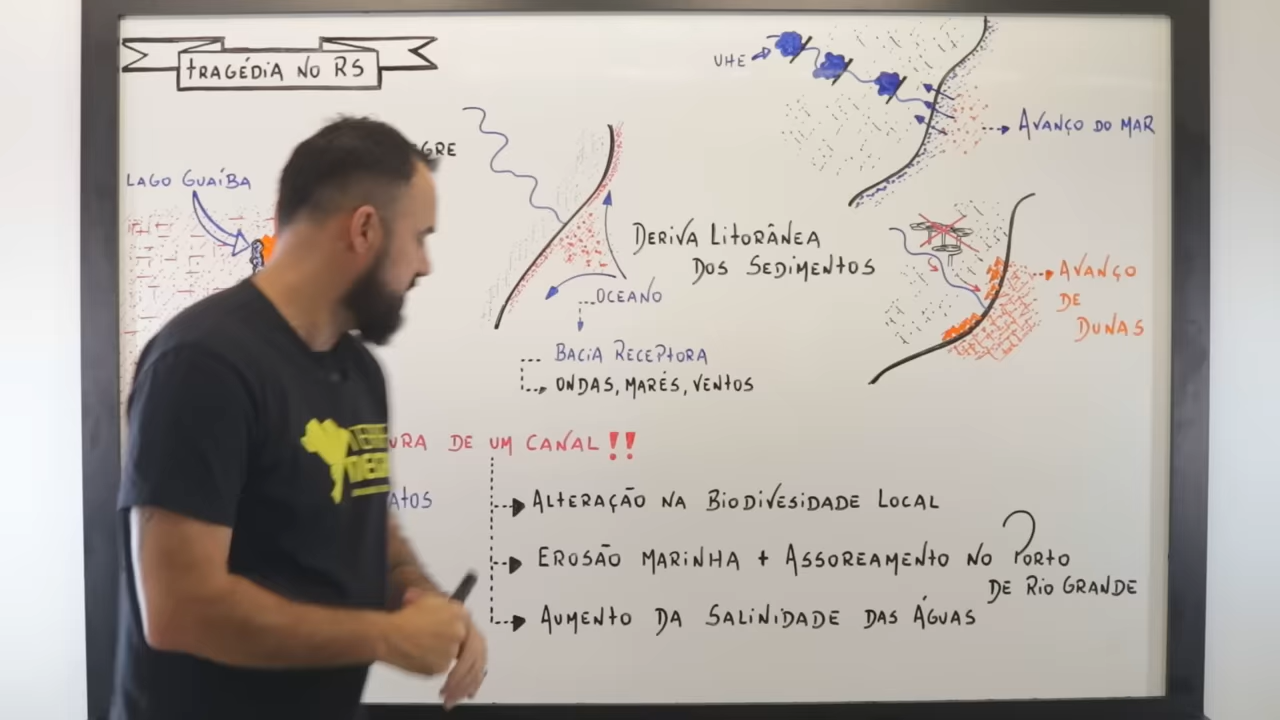 tRAGÉDIA NO RS
UHE
AVANÇO DO MAR
LAGO GUAÍBA
DERIVA LITORÂNEA
DOS SEDIMENTOS
OCEANO
AVANÇO
DE
DUNAS
BACIA RECEPTORA
ONDAS, MARÉS, VENTOS
URA DE UM CANAL!!
ATOS
ALTERAÇÃO NA BIODIVESIDADE LOCAL
EROSÃO MARINHA + ASSOREAMENTO NO PORTO
DE RIO GRANDE
AUMENTO DA SALINIDADE DAS ÁGUAS